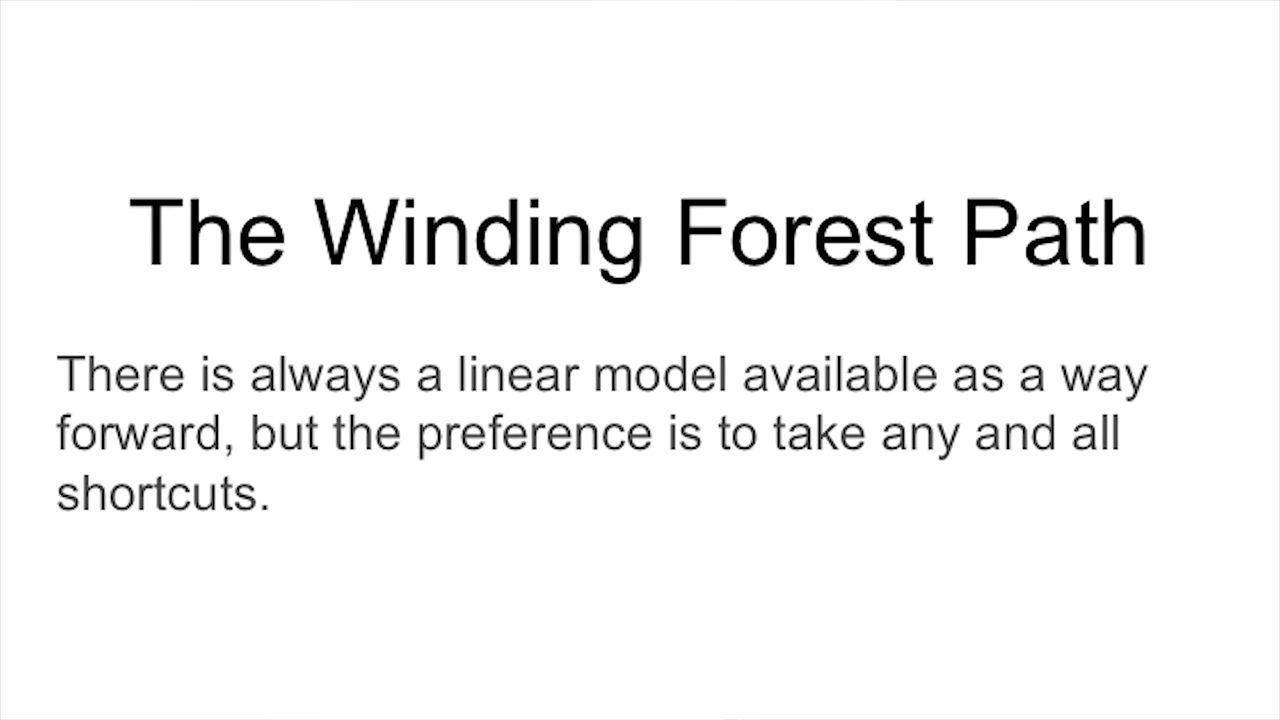 The Winding Forest Path
There is always a linear model available as a way
forward, but the preference is to take any and all
shortcuts.